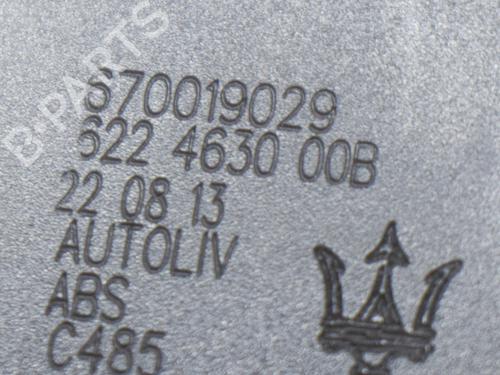 B-PARTS
670019029
622 4630 00B
22 08 13
AUTOLIV
ABS
C485